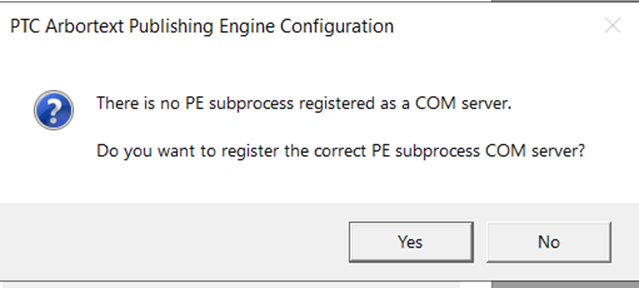 PTC Arbortext Publishing Engine Configuration
There is no PE subprocess registered as a COM server.
Do you want to register the correct PE subprocess COM server?
Yes
No